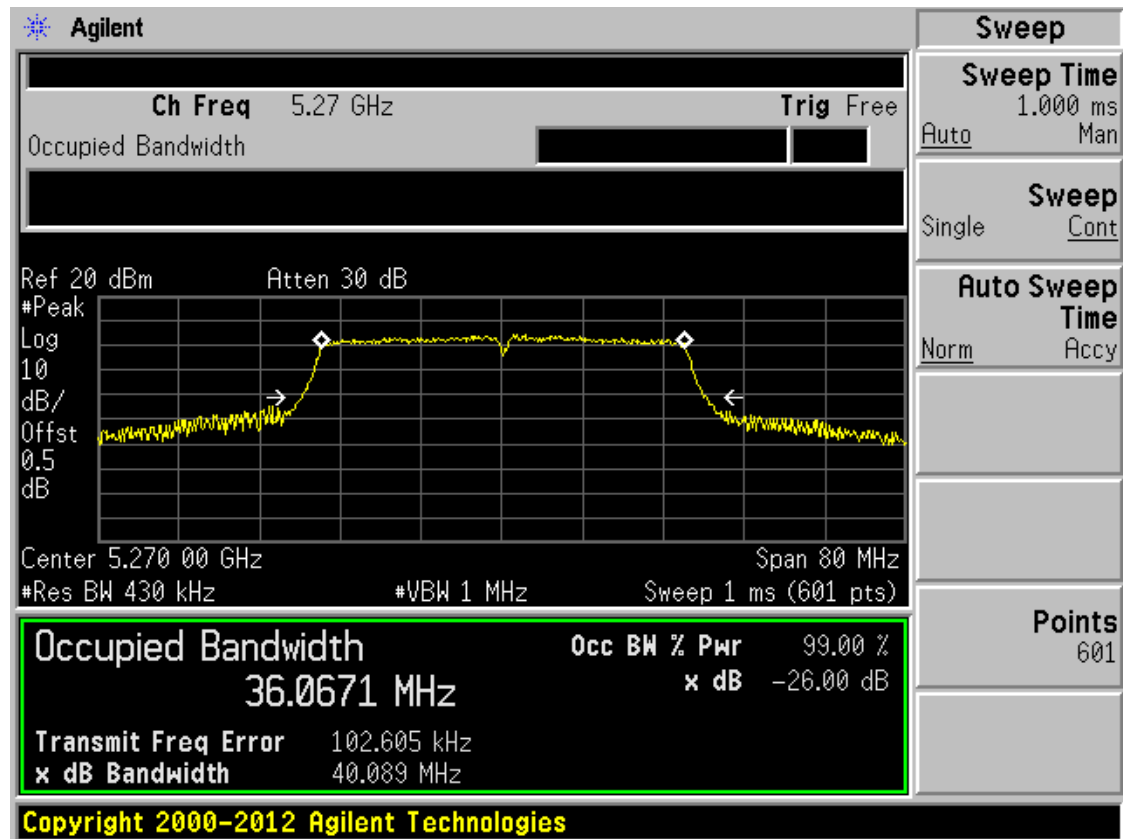 Agilent
Sweep
Ch Freq 5.27 GHz Trig Free
Occupied Bandwidth
Sweep Time
1.000 ms
Auto Man
Sweep
Single Cont
Auto Sweep
Time
Norm Accy
Points
601
Ref 20 dBm Atten 30 dB
#Peak
Log
10
dB/
Offst
0.5
dB
Center 5.270 00 GHz Span 80 MHz
#Res BW 430 kHz #VBW 1 MHz Sweep 1 ms (601 pts)
Occupied Bandwidth
36.0671 MHz
Occ BW % Pwr 99.00 %
x dB -26.00 dB
Transmit Freq Error 102.605 kHz
x dB Bandwidth 40.089 MHz
Copyright 2000-2012 Agilent Technologies